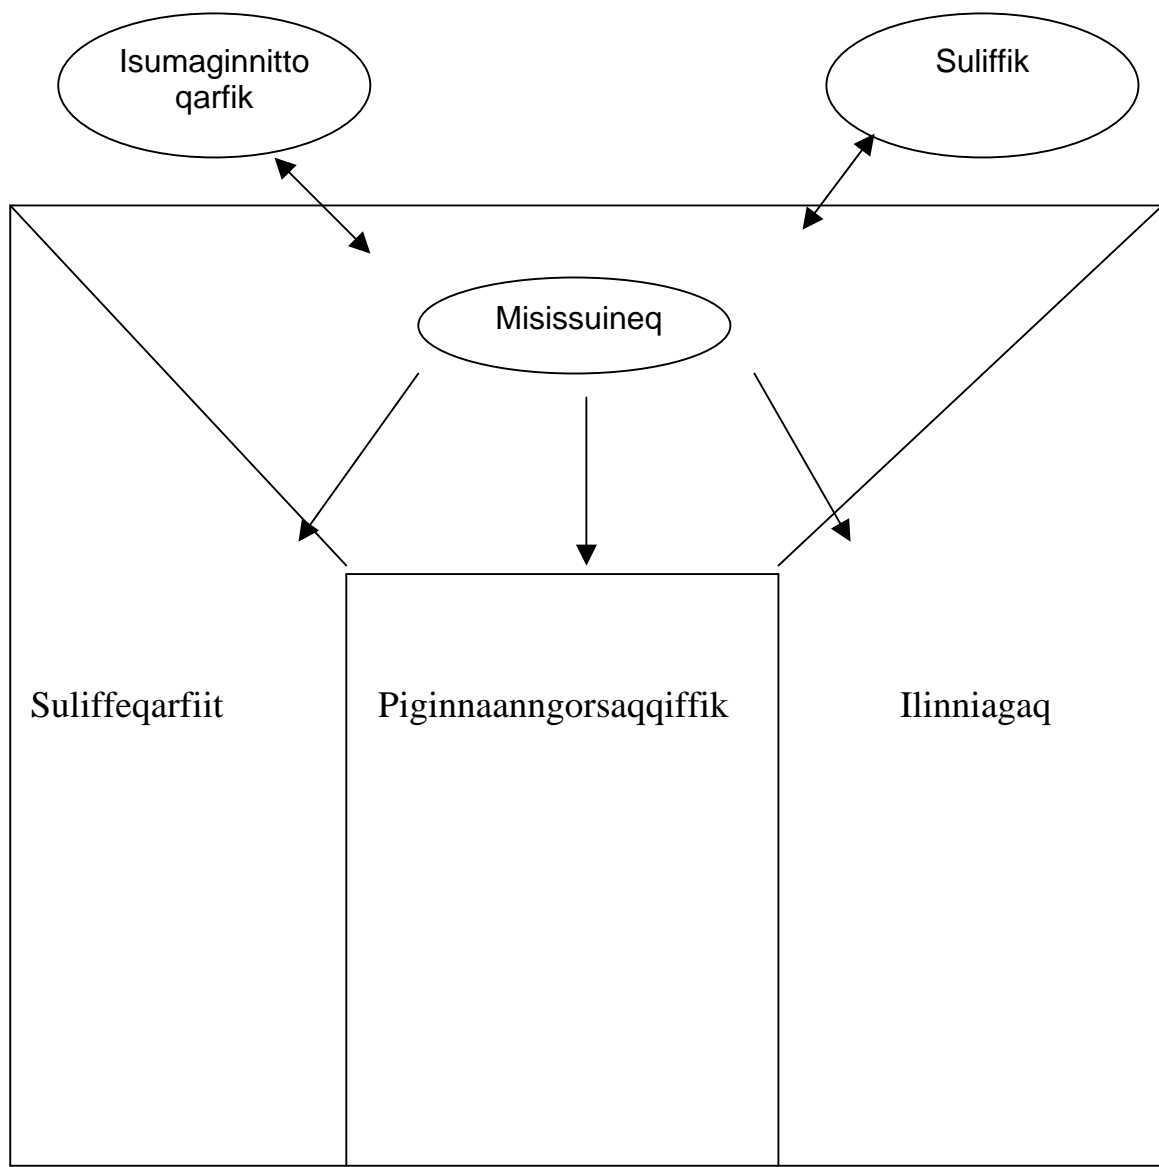 Isumaginnitto
qarfik
Suliffik
Misissuineq
Suliffeqarfiit
Piginnaanngorsaqqiffik
Ilinniagaq